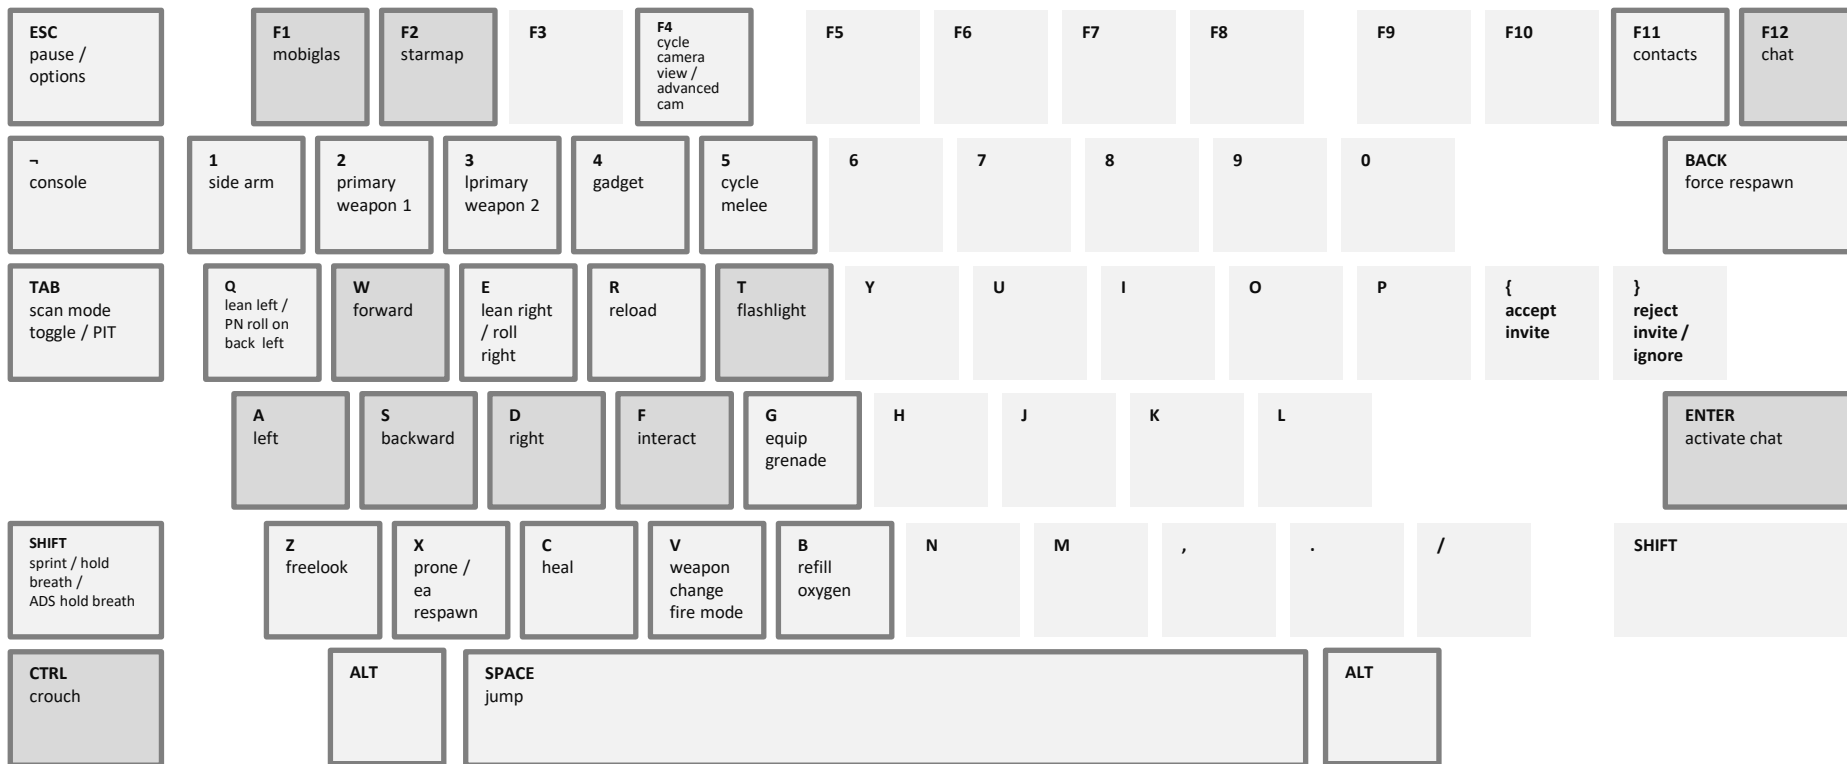 ESC
pause /
options
F1
mobiglas
F2
starmap
F3
F4
cycle
camera
view /
advanced
cam
F5
F6
F7
F8
F9
F10
F11
contacts
F12
chat
¬
console
1
side arm
2
primary
weapon 1
3
lprimary
weapon 2
4
gadget
5
cycle
melee
6
7
8
9
0
BACK
force respawn
TAB
scan mode
toggle / PIT
Q
lean left /
PN roll on
back left
W
forward
E
lean right
/ roll
right
R
reload
T
flashlight
Y
U
I
O
P
{
accept
invite
}
reject
invite /
ignore
A
left
S
backward
D
right
F
interact
G
equip
grenade
H
J
K
L
ENTER
activate chat
SHIFT
sprint / hold
breath /
ADS hold breath
Z
freelook
X
prone /
ea
respawn
C
heal
V
weapon
change
fire mode
B
refill
oxygen
N
M
,
.
/
SHIFT
CTRL
crouch
ALT
SPACE
jump
ALT